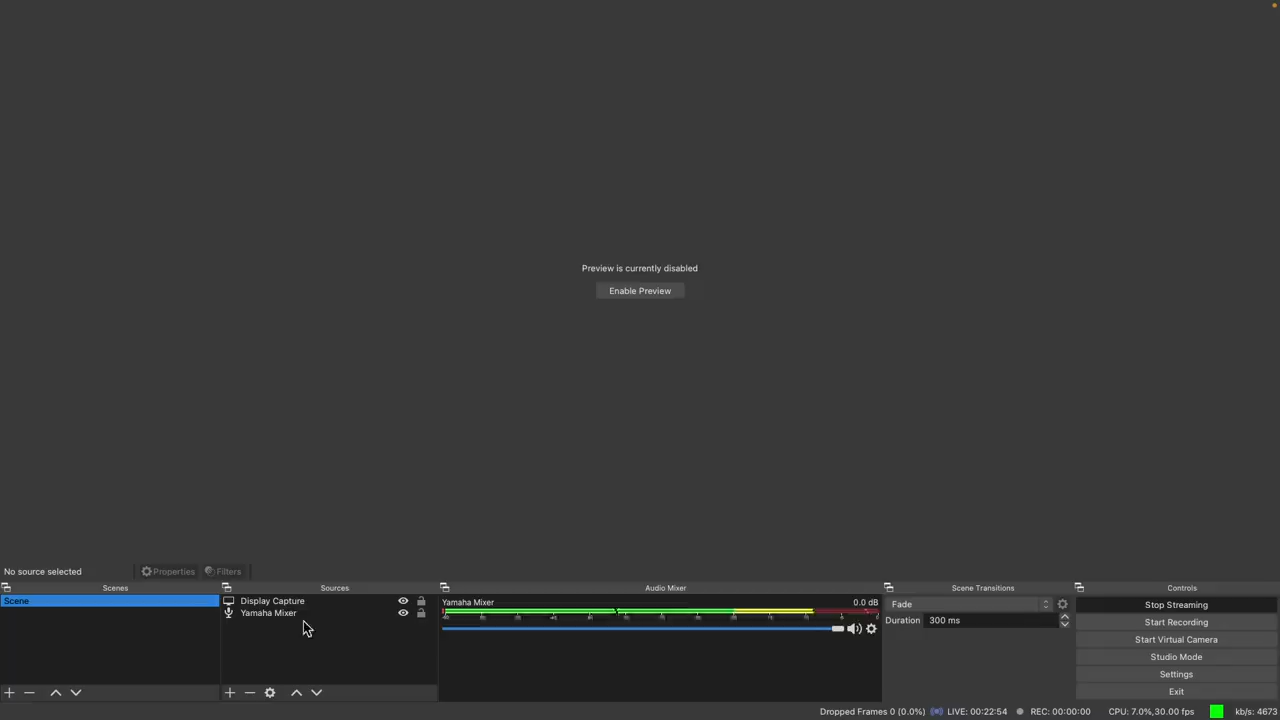 Preview is currently disabled
Enable Preview
No source selected
Properties
Filters
Scenes
Sources
Audio Mixer
Scene Transitions
Controls
Scene
Display Capture
Yamaha Mixer
Yamaha Mixer
0.0 dB
Fade
Duration
300 ms
Stop Streaming
Start Recording
Start Virtual Camera
Studio Mode
Settings
Exit
Dropped Frames 0 (0.0%)
LIVE: 00:22:54
REC: 00:00:00
CPU: 7.0%,30.00 fps
kb/s: 4673